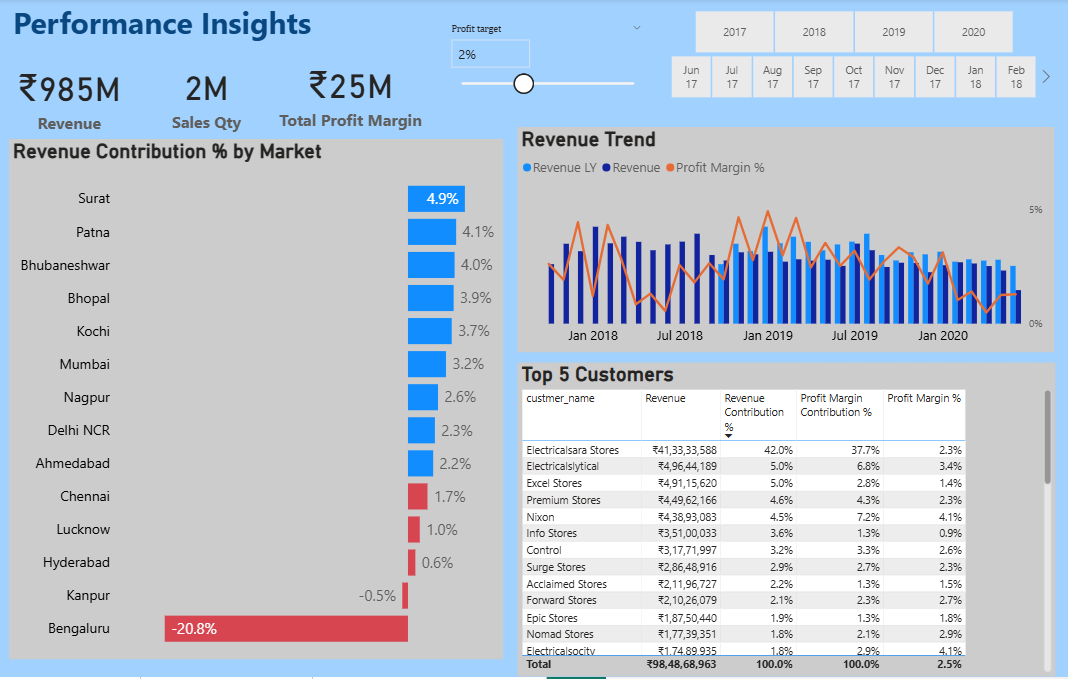 Performance Insights
Profit target
2%
2017 2018 2019 2020
Jun 17 Jul 17 Aug 17 Sep 17 Oct 17 Nov 17 Dec 17 Jan 18 Feb 18
₹985M 2M ₹25M
Revenue Sales Qty Total Profit Margin
Revenue Contribution % by Market
Surat 4.9%
Patna 4.1%
Bhubaneshwar 4.0%
Bhopal 3.9%
Kochi 3.7%
Mumbai 3.2%
Nagpur 2.6%
Delhi NCR 2.3%
Ahmedabad 2.2%
Chennai 1.7%
Lucknow 1.0%
Hyderabad 0.6%
Kanpur -0.5%
Bengaluru -20.8%
Revenue Trend
Revenue LY Revenue Profit Margin %
5%
0%
Jan 2018 Jul 2018 Jan 2019 Jul 2019 Jan 2020
Top 5 Customers
custmer_name Revenue Revenue Contribution % Profit Margin Contribution % Profit Margin %
Electricalsara Stores ₹41,33,33,588 42.0% 37.7% 2.3%
Electricalslytical ₹4,96,44,189 5.0% 6.8% 3.4%
Excel Stores ₹4,91,15,620 5.0% 2.8% 1.4%
Premium Stores ₹4,49,62,166 4.6% 4.3% 2.3%
Nixon ₹4,38,93,083 4.5% 7.2% 4.1%
Info Stores ₹3,51,00,033 3.6% 1.3% 0.9%
Control ₹3,17,71,997 3.2% 3.3% 2.6%
Surge Stores ₹2,86,48,916 2.9% 2.7% 2.3%
Acclaimed Stores ₹2,11,96,727 2.2% 1.3% 1.5%
Forward Stores ₹2,10,26,079 2.1% 2.3% 2.7%
Epic Stores ₹1,87,50,440 1.9% 1.3% 1.8%
Nomad Stores ₹1,77,39,351 1.8% 2.1% 2.9%
Electricalsocity ₹1,74,89,935 1.8% 2.9% 4.1%
Total ₹98,48,68,963 100.0% 100.0% 2.5%